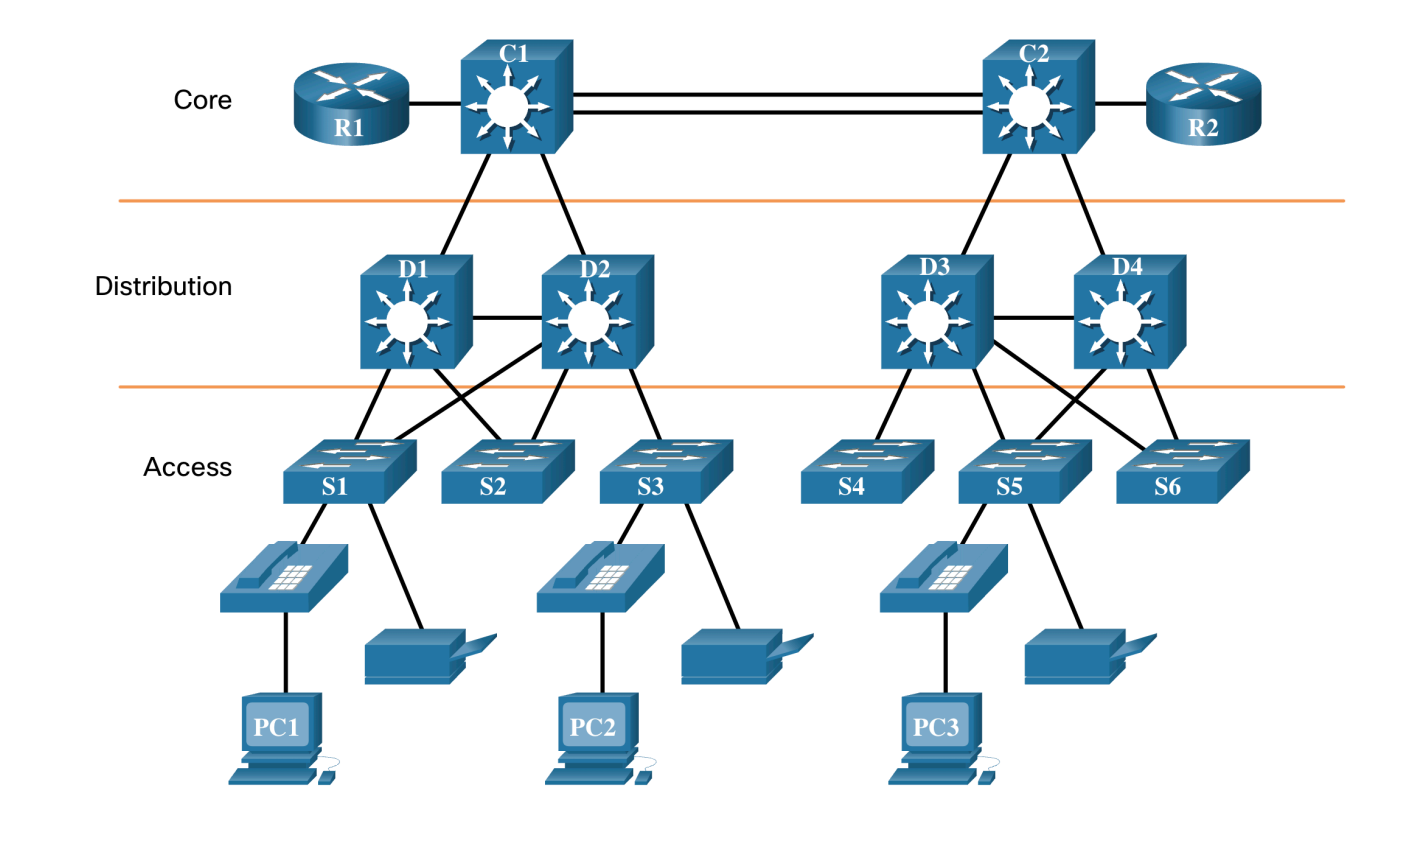 C1
C2
Core
R1
R2
D1
D2
D3
D4
Distribution
Access
S1
S2
S3
S4
S5
S6
PC1
PC2
PC3